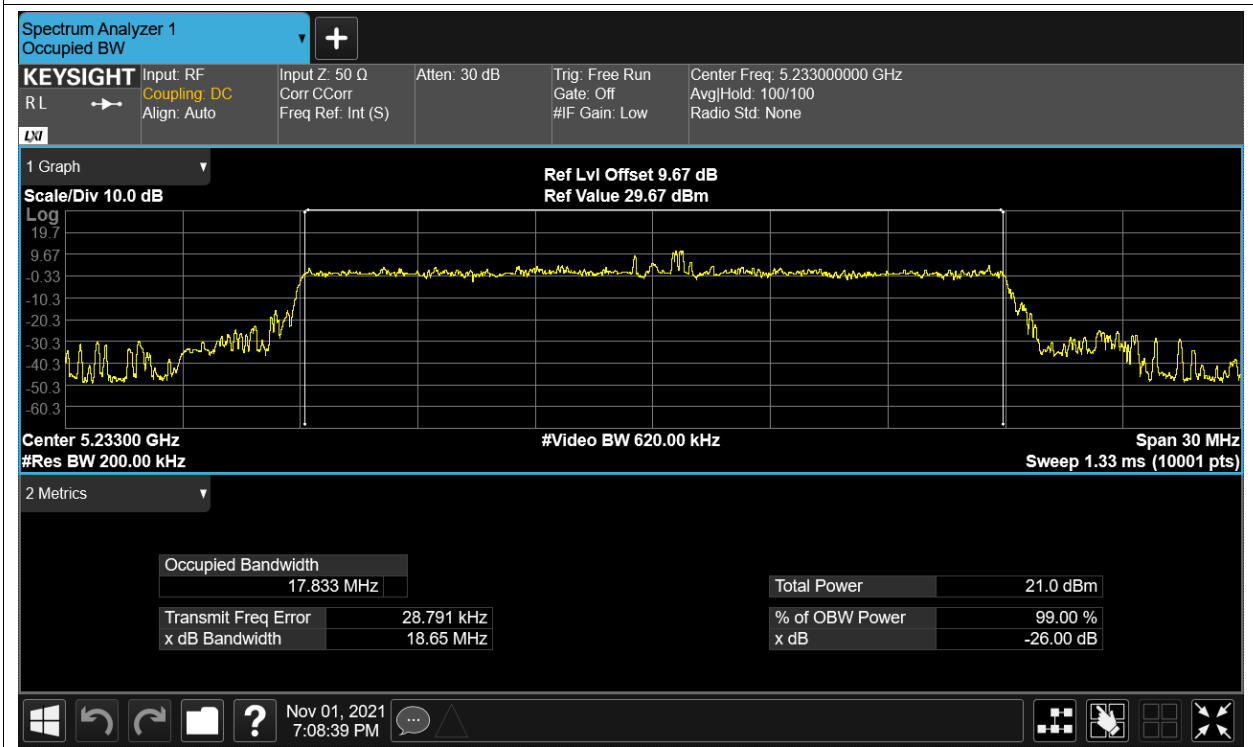 Spectrum Analyzer 1
Occupied BW
KEYSIGHT
R L
LXI
Input: RF
Coupling: DC
Align: Auto
Input Z: 50 Ω
Corr CCorr
Freq Ref: Int (S)
Atten: 30 dB
Trig: Free Run
Gate: Off
#IF Gain: Low
Center Freq: 5.233000000 GHz
Avg|Hold: 100/100
Radio Std: None
1 Graph
Scale/Div 10.0 dB
Ref Lvl Offset 9.67 dB
Ref Value 29.67 dBm
Log
19.7
9.67
-0.33
-10.3
-20.3
-30.3
-40.3
-50.3
-60.3
Center 5.23300 GHz
#Video BW 620.00 kHz
Span 30 MHz
#Res BW 200.00 kHz
Sweep 1.33 ms (10001 pts)
2 Metrics
Occupied Bandwidth
17.833 MHz
Transmit Freq Error 28.791 kHz
x dB Bandwidth 18.65 MHz
Total Power 21.0 dBm
% of OBW Power 99.00 %
x dB -26.00 dB
?
Nov 01, 2021
7:08:39 PM